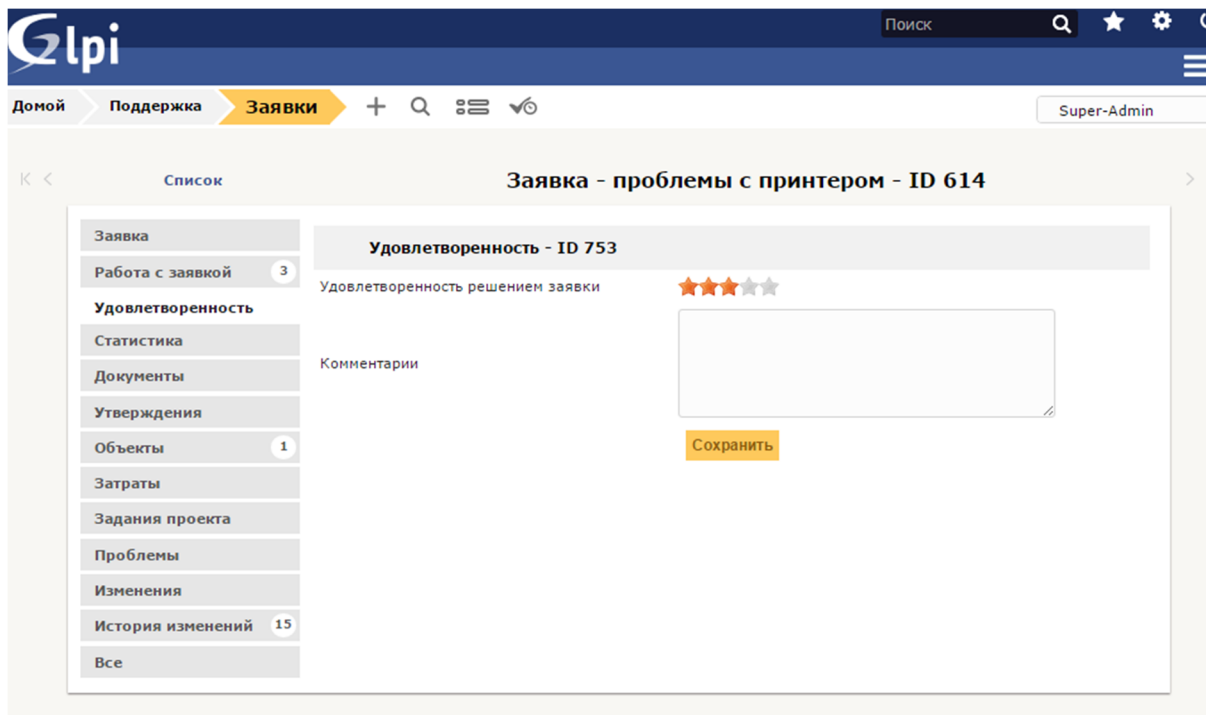 Glpi
Поиск
Домой Поддержка Заявки
Super-Admin
Список
Заявка - проблемы с принтером - ID 614
Заявка
Работа с заявкой 3
Удовлетворенность
Статистика
Документы
Утверждения
Объекты 1
Затраты
Задания проекта
Проблемы
Изменения
История изменений 15
Все
Удовлетворенность - ID 753
Удовлетворенность решением заявки
Комментарии
Сохранить